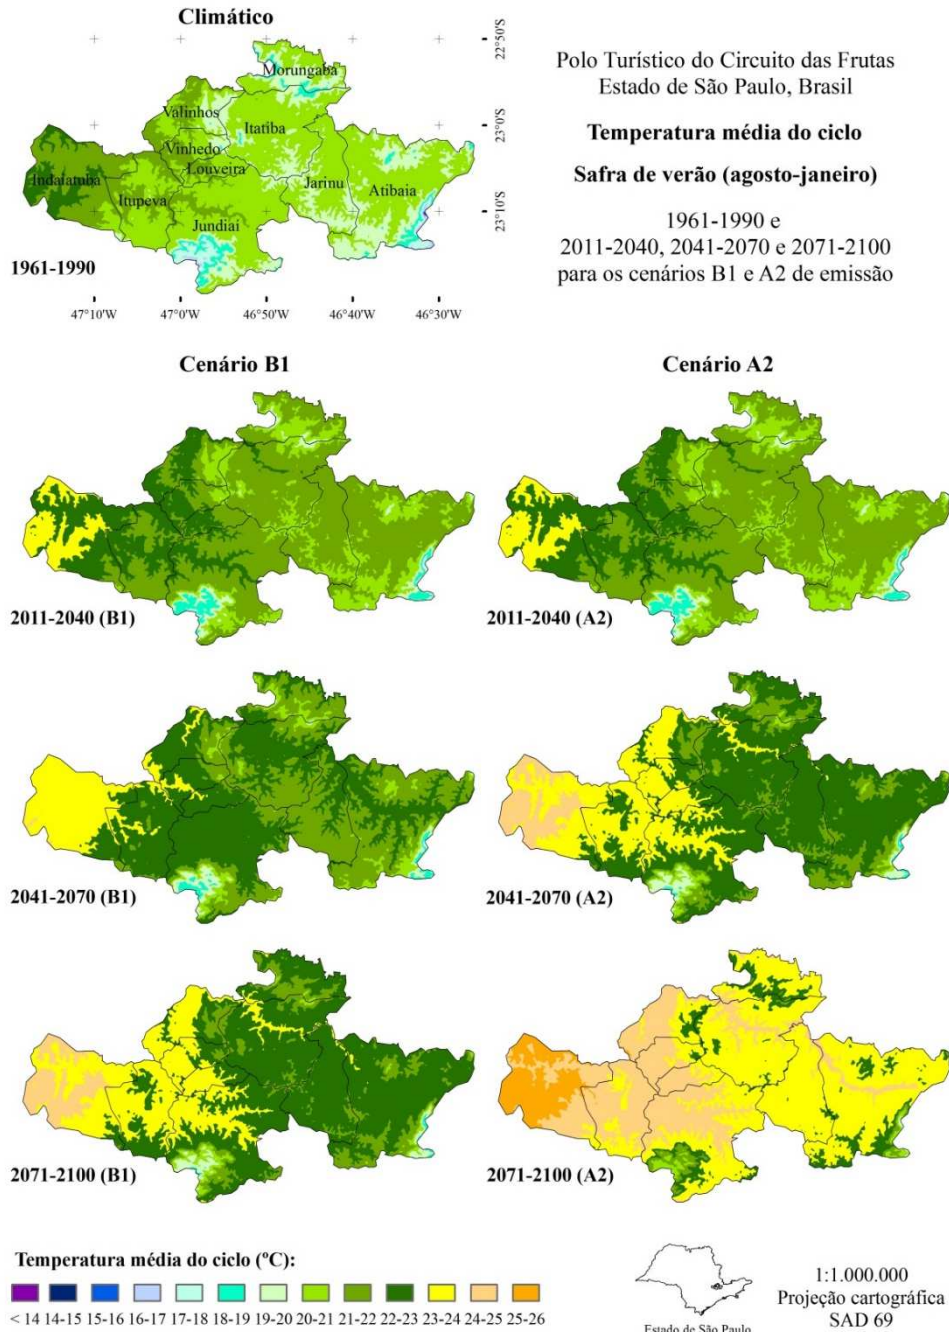 Climático
Polo Turístico do Circuito das Frutas
Estado de São Paulo, Brasil
Temperatura média do ciclo
Safra de verão (agosto-janeiro)
1961-1990 e
2011-2040, 2041-2070 e 2071-2100
para os cenários B1 e A2 de emissão
Morungaba
Valinhos
Itatiba
Vinhedo
Louveira
Indaiatuba
Itupeva
Jarinu
Atibaia
Jundiaí
22°50'S
23°0'S
23°10'S
1961-1990
47°10'W 47°0'W 46°50'W 46°40'W 46°30'W
Cenário B1
Cenário A2
2011-2040 (B1)
2011-2040 (A2)
2041-2070 (B1)
2041-2070 (A2)
2071-2100 (B1)
2071-2100 (A2)
Temperatura média do ciclo (ºC):
< 14 14-15 15-16 16-17 17-18 18-19 19-20 20-21 21-22 22-23 23-24 24-25 25-26
Estado de São Paulo
1:1.000.000
Projeção cartográfica
SAD 69